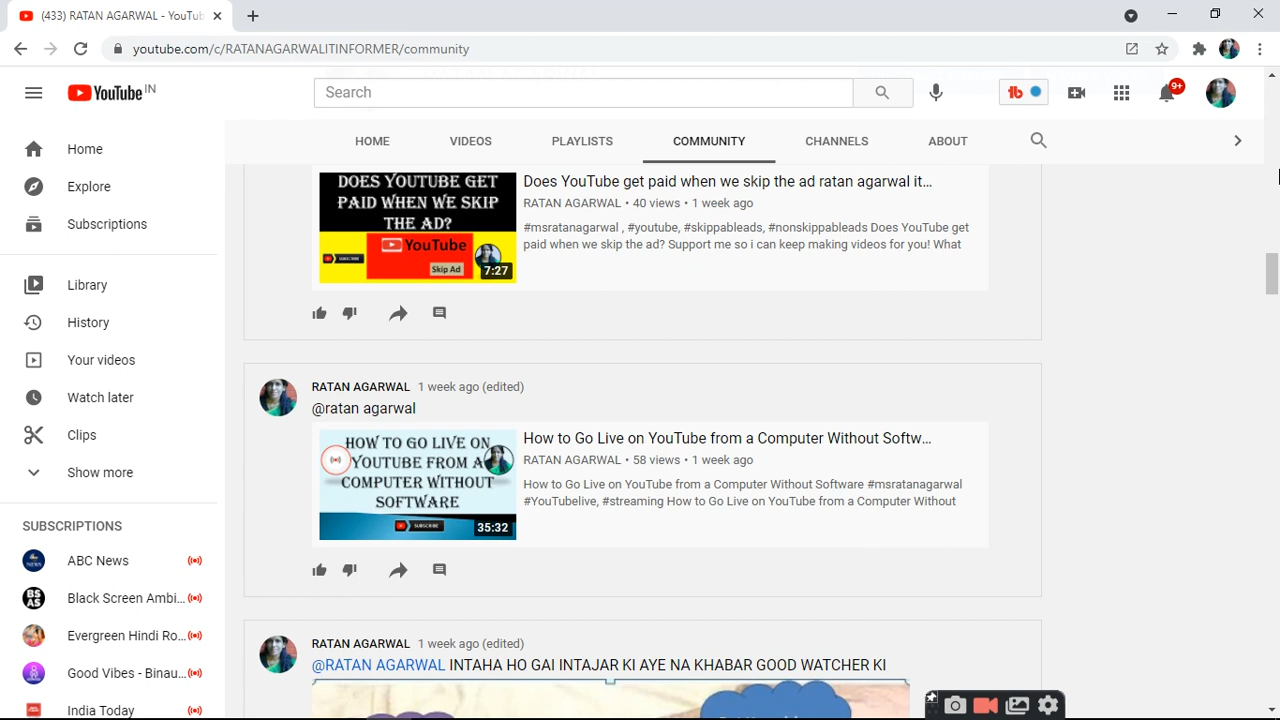 (433) RATAN AGARWAL - YouTub
youtube.com/c/RATANAGARWALITINFORMER/community
YouTube IN
Search
9+
HOME VIDEOS PLAYLISTS COMMUNITY CHANNELS ABOUT
Home
Explore
Subscriptions
Library
History
Your videos
Watch later
Clips
Show more
SUBSCRIPTIONS
ABC News
Black Screen Ambi...
Evergreen Hindi Ro...
Good Vibes - Binau...
India Today
DOES YOUTUBE GET
PAID WHEN WE SKIP
THE AD?
YouTube
SUBSCRIBE
Skip Ad
7:27
Does YouTube get paid when we skip the ad ratan agarwal it...
RATAN AGARWAL • 40 views • 1 week ago
#msratanagarwal , #youtube, #skippableads, #nonskippableads Does YouTube get
paid when we skip the ad? Support me so i can keep making videos for you! What
RATAN AGARWAL 1 week ago (edited)
@ratan agarwal
HOW TO GO LIVE ON
YOUTUBE FROM A
COMPUTER WITHOUT
SOFTWARE
SUBSCRIBE
35:32
How to Go Live on YouTube from a Computer Without Softw...
RATAN AGARWAL • 58 views • 1 week ago
How to Go Live on YouTube from a Computer Without Software #msratanagarwal
#YouTubelive, #streaming How to Go Live on YouTube from a Computer Without
RATAN AGARWAL 1 week ago (edited)
@RATAN AGARWAL INTAHA HO GAI INTAJAR KI AYE NA KHABAR GOOD WATCHER KI